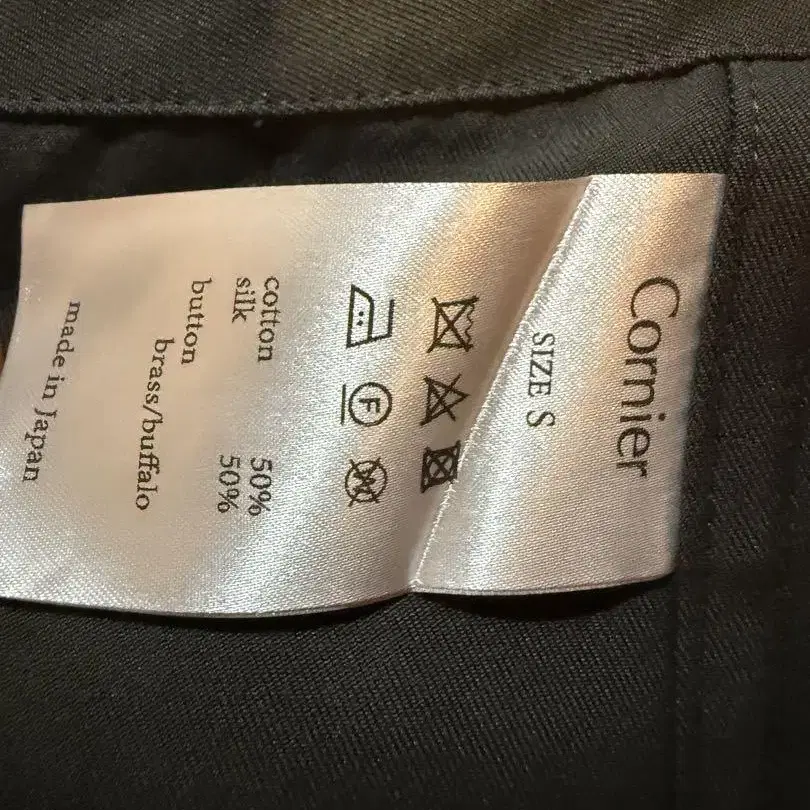 Cornier
SIZE S
F
W
cotton 50%
silk 50%
button
brass/buffalo
made in Japan